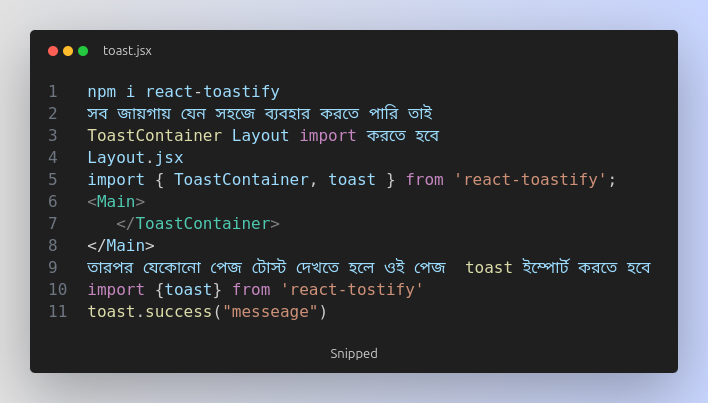 toast.jsx
1 npm i react-toastify
2 সব জায়গায় যেন সহজে ব্যবহার করতে পারি তাই
3 ToastContainer Layout import করতে হবে
4 Layout.jsx
5 import { ToastContainer, toast } from 'react-toastify';
6 <Main>
7    </ToastContainer>
8 </Main>
9 তারপর যেকোনো পেজ টোস্ট দেখতে হলে ওই পেজ  toast ইম্পোর্ট করতে হবে
10 import {toast} from 'react-tostify'
11 toast.success("messeage")
Snipped